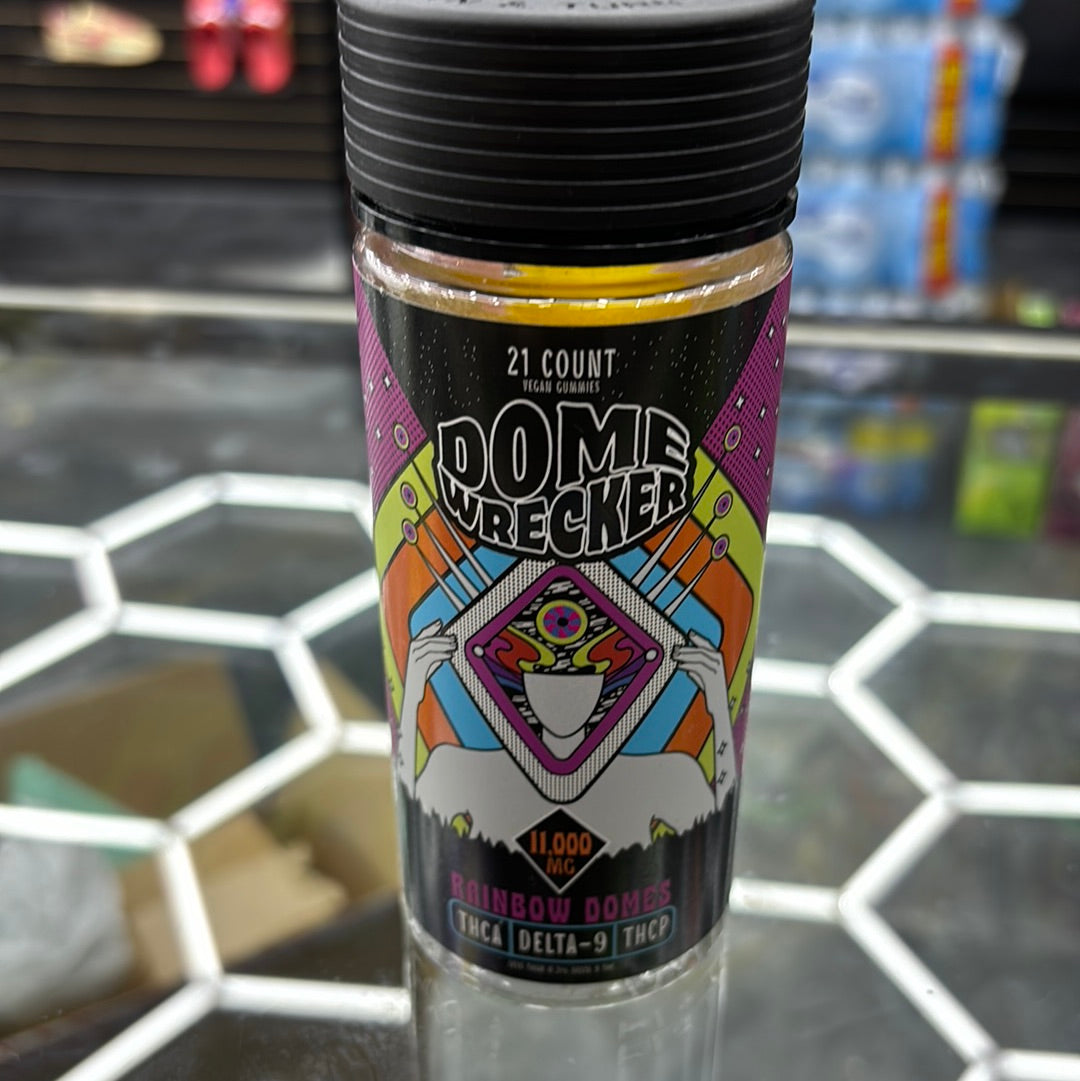 21 COUNT
VEGAN GUMMIES
DOME
WRECKER
11,000
MG
RAINBOW DOMES
THCA DELTA-9 THCP